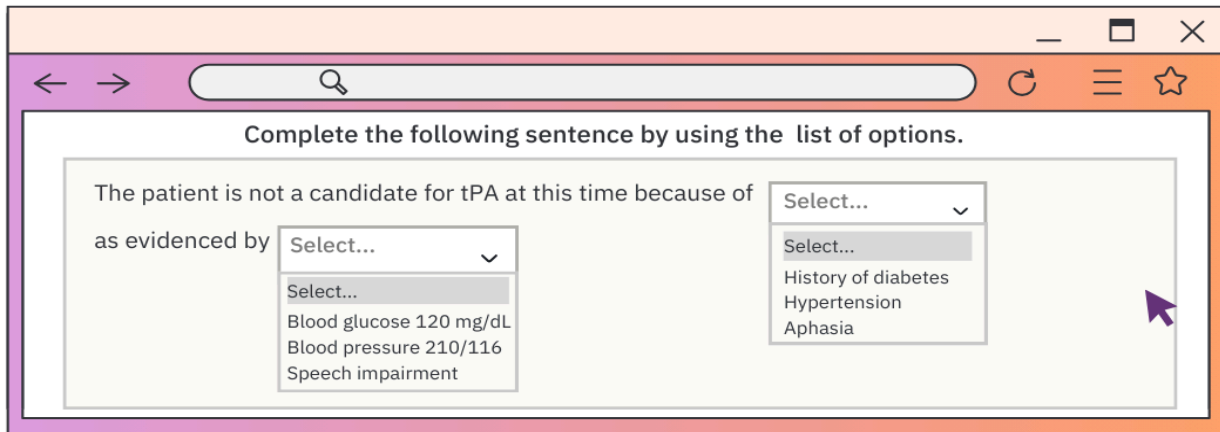 Complete the following sentence by using the list of options.
The patient is not a candidate for tPA at this time because of
Select...
Select...
History of diabetes
Hypertension
Aphasia
as evidenced by
Select...
Select...
Blood glucose 120 mg/dL
Blood pressure 210/116
Speech impairment